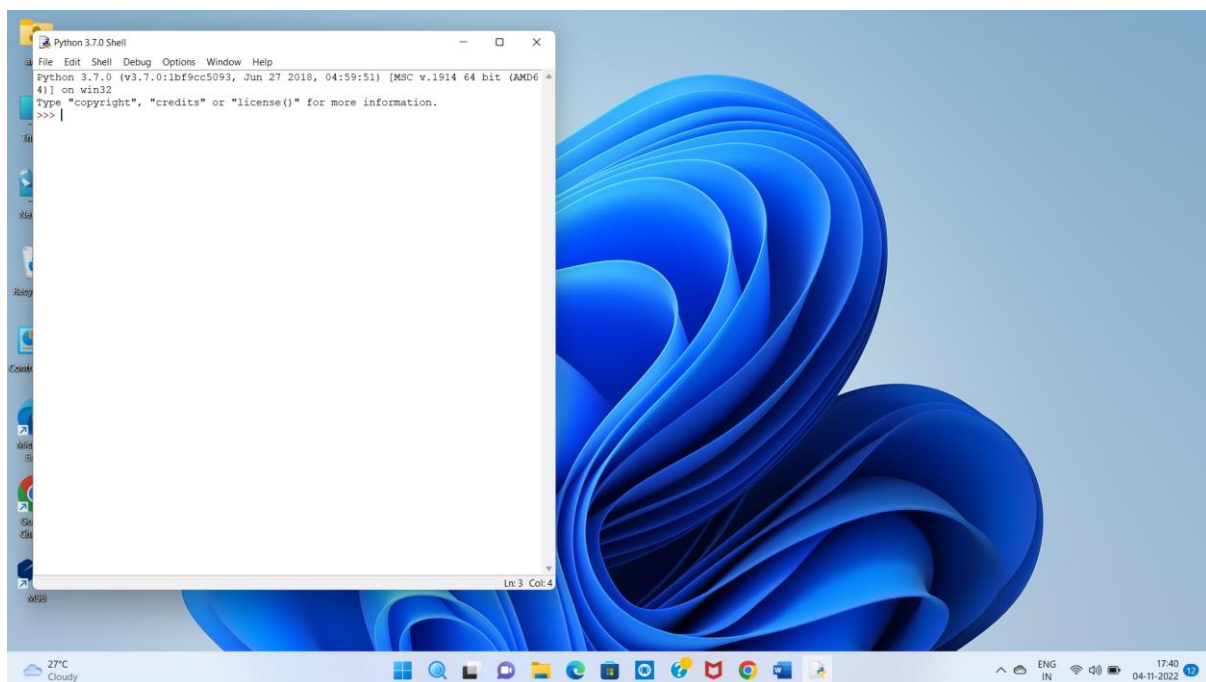 Python 3.7.0 Shell
File Edit Shell Debug Options Window Help
Python 3.7.0 (v3.7.0:1bf9cc5093, Jun 27 2018, 04:59:51) [MSC v.1914 64 bit (AMD6
4)] on win32
Type "copyright", "credits" or "license()" for more information.
>>>
Ln: 3 Col: 4
MSB
27°C
Cloudy
ENG
IN
17:40
04-11-2022
12